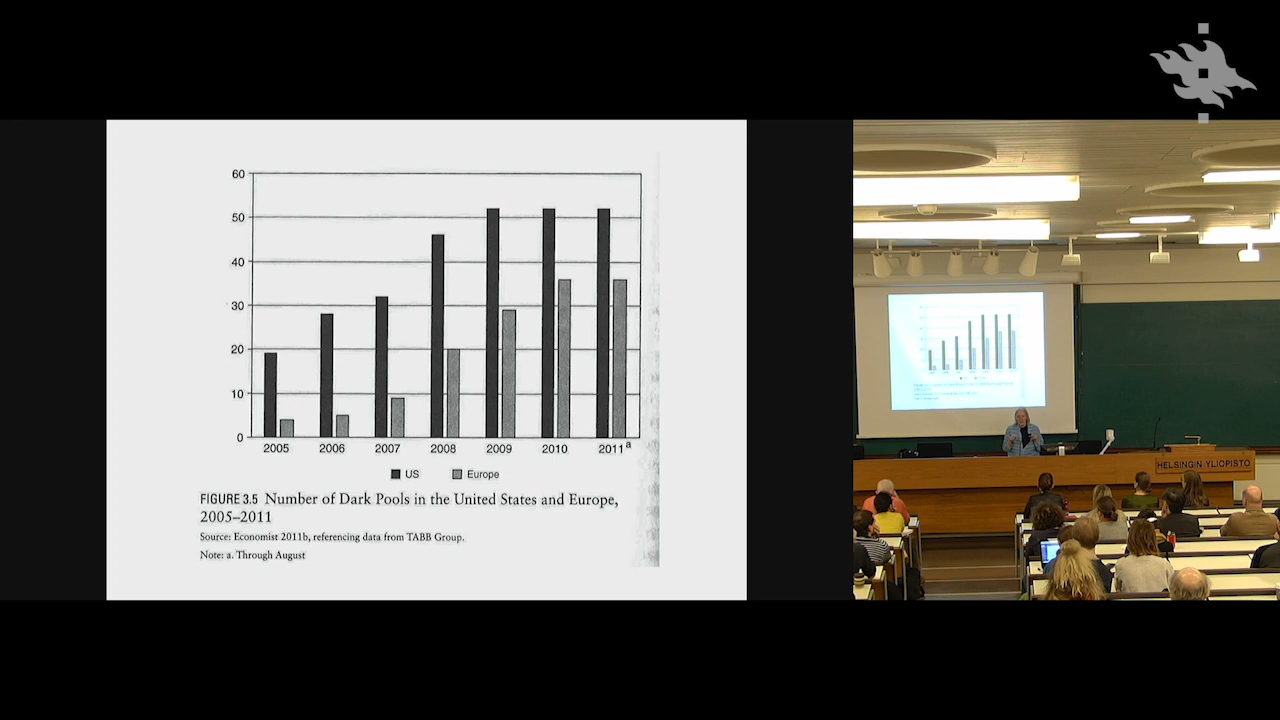 60
50
40
30
20
10
0
2005 2006 2007 2008 2009 2010 2011a
US Europe
FIGURE 3.5 Number of Dark Pools in the United States and Europe,
2005–2011
Source: Economist 2011b, referencing data from TABB Group.
Note: a. Through August
HELSINGIN YLIOPISTO